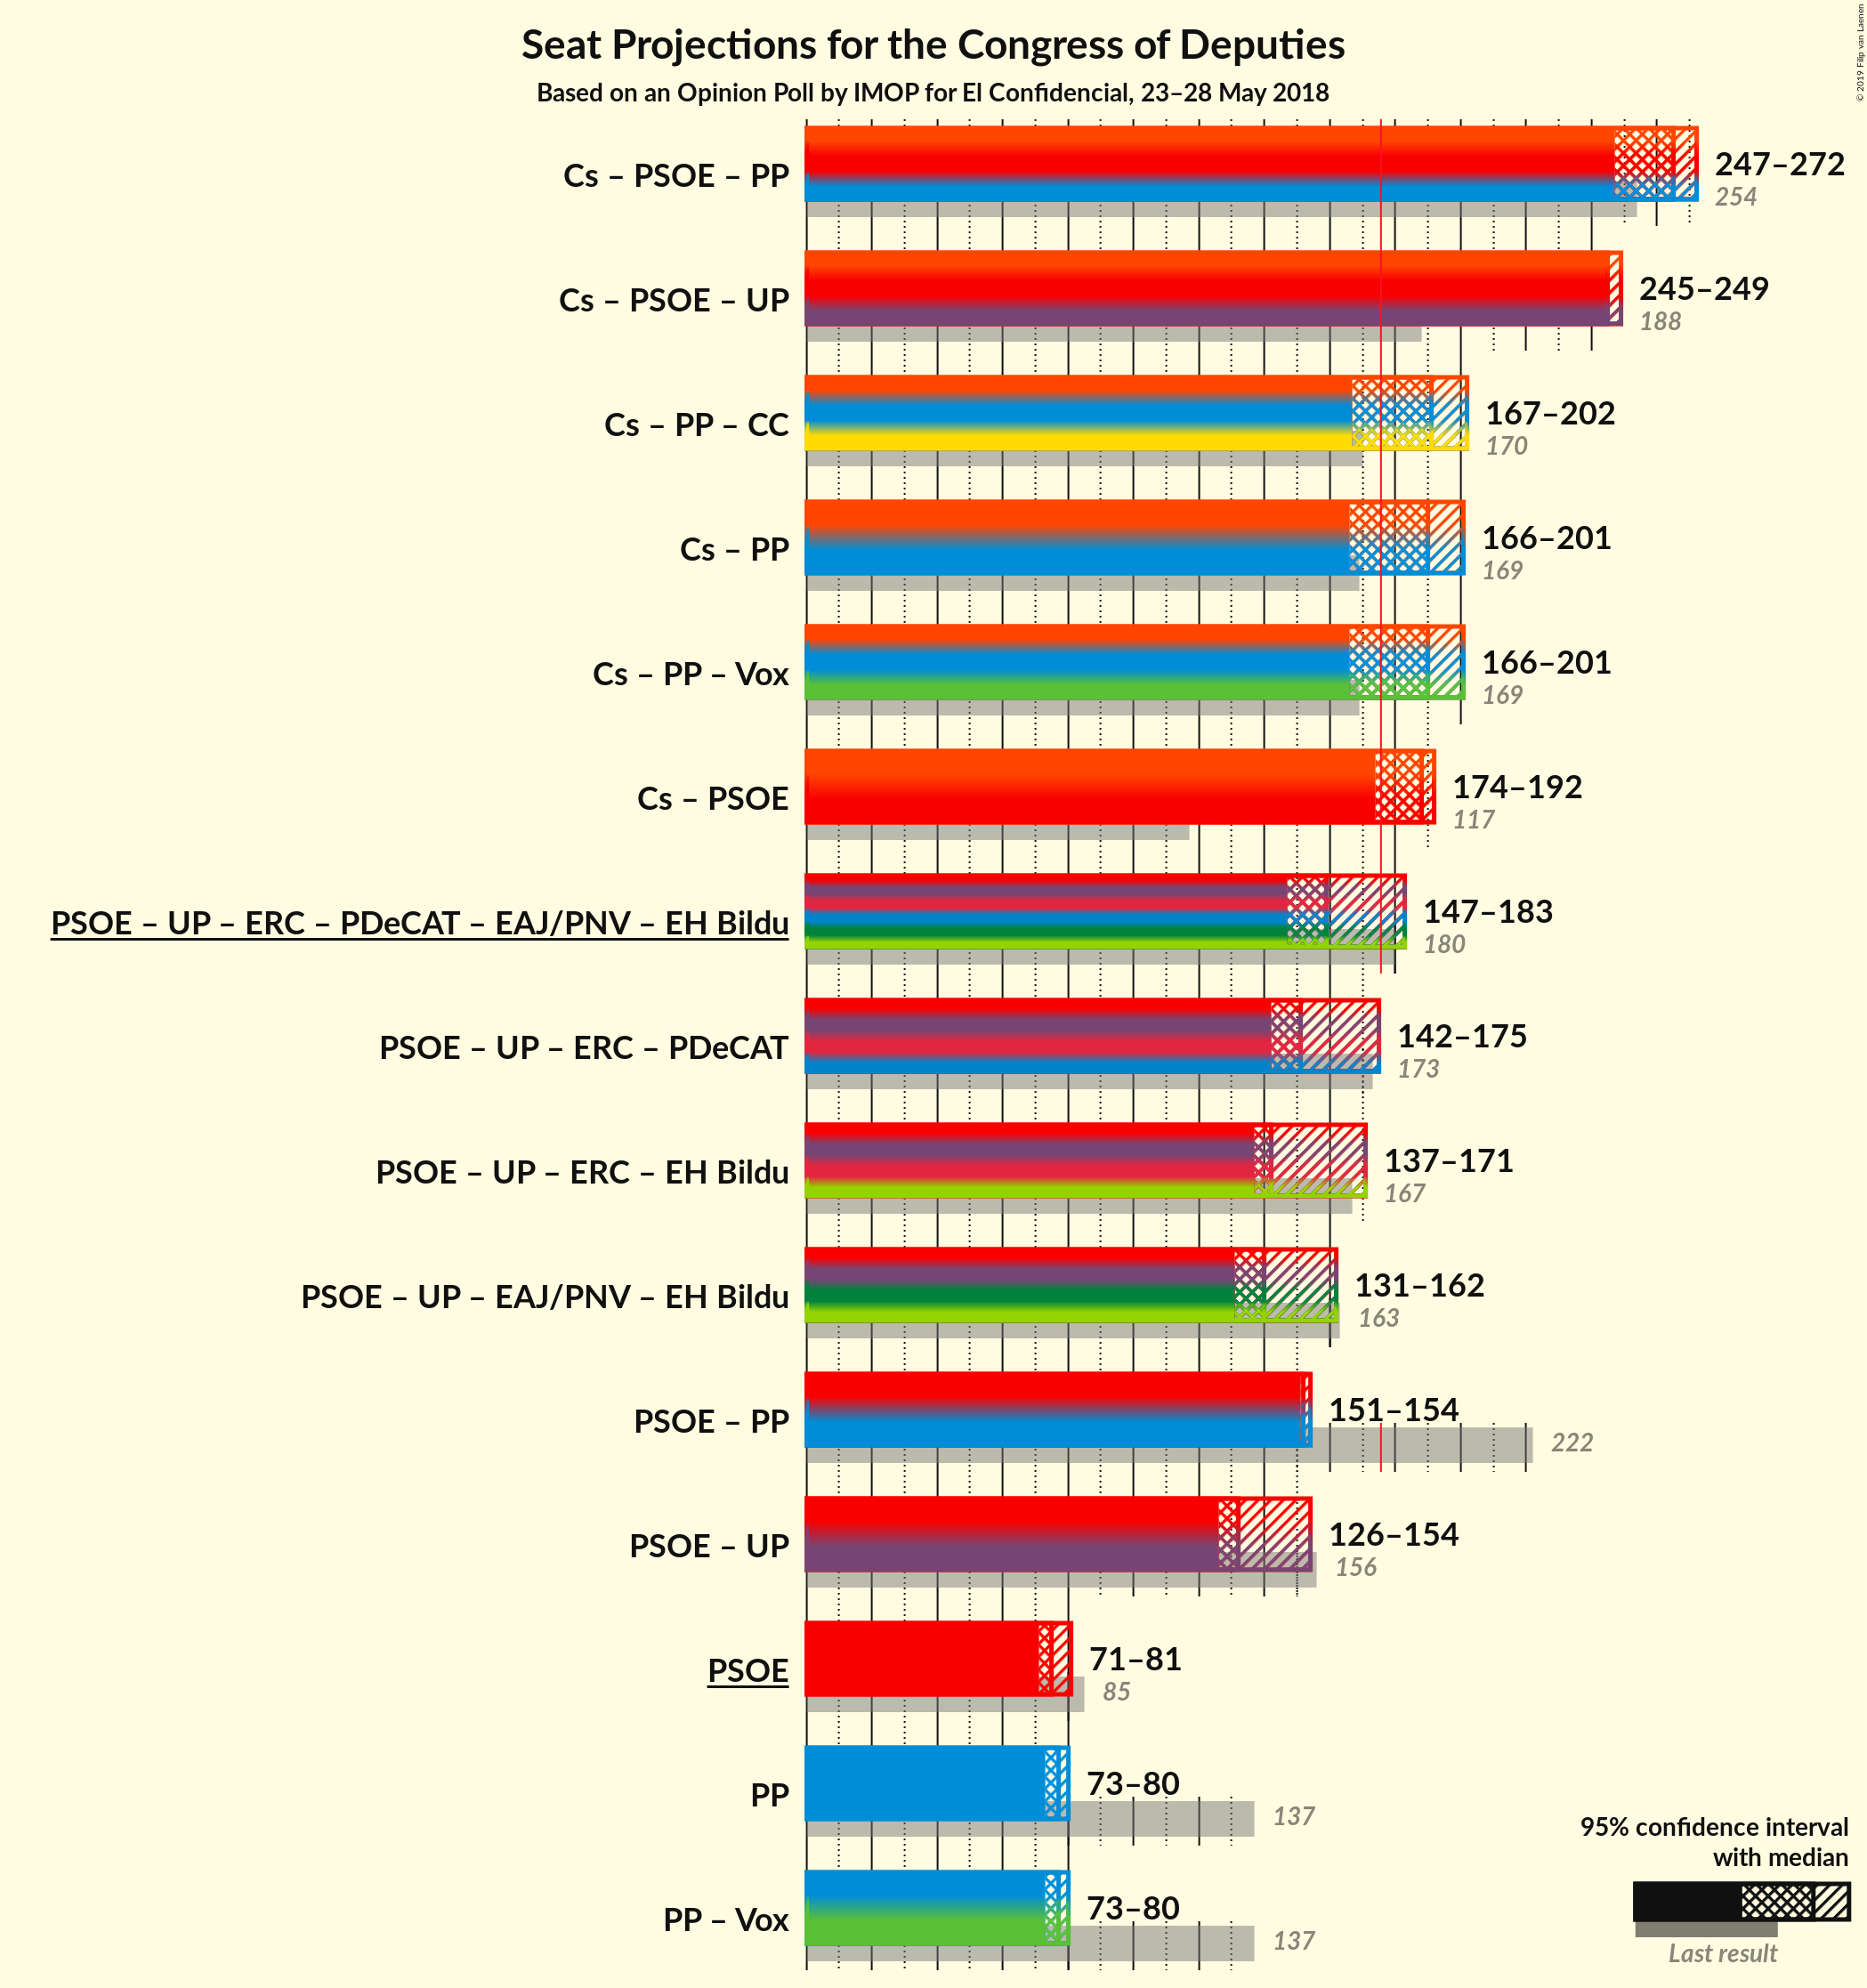 Seat Projections for the Congress of Deputies
Based on an Opinion Poll by IMOP for El Confidencial, 23–28 May 2018
© 2019 Filip van Laenen
Cs – PSOE – PP
247–272
254
Cs – PSOE – UP
245–249
188
Cs – PP – CC
167–202
170
Cs – PP
166–201
169
Cs – PP – Vox
166–201
169
Cs – PSOE
174–192
117
PSOE – UP – ERC – PDeCAT – EAJ/PNV – EH Bildu
147–183
180
PSOE – UP – ERC – PDeCAT
142–175
173
PSOE – UP – ERC – EH Bildu
137–171
167
PSOE – UP – EAJ/PNV – EH Bildu
131–162
163
PSOE – PP
151–154
222
PSOE – UP
126–154
156
PSOE
71–81
85
PP
73–80
137
PP – Vox
73–80
137
95% confidence interval
with median
Last result